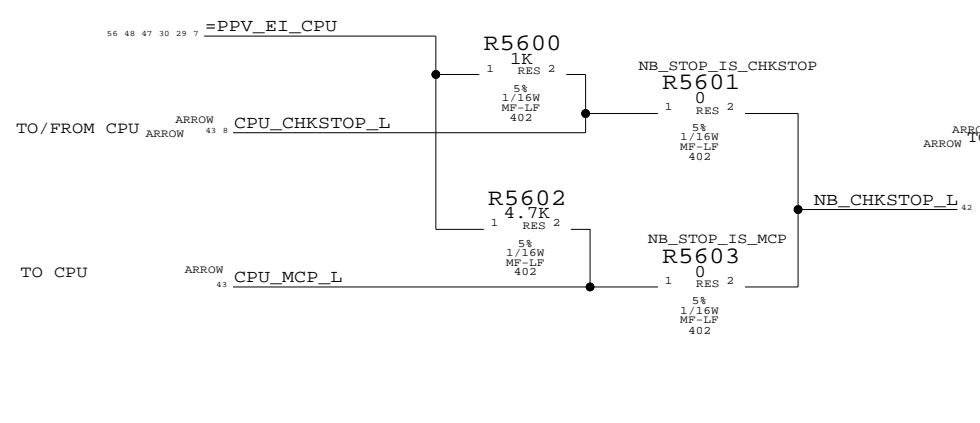 56 48 47 30 29 7 =PPV_EI_CPU
R5600
1K
1 RES 2
5%
1/16W
MF-LF
402
NB_STOP_IS_CHKSTOP
R5601
0
1 RES 2
5%
1/16W
MF-LF
402
TO/FROM CPU ARROW ARROW 43 8 CPU_CHKSTOP_L
ARROW
R5602
4.7K
1 RES 2
5%
1/16W
MF-LF
402
NB_CHKSTOP_L 42
NB_STOP_IS_MCP
R5603
0
1 RES 2
5%
1/16W
MF-LF
402
TO CPU ARROW 43 CPU_MCP_L